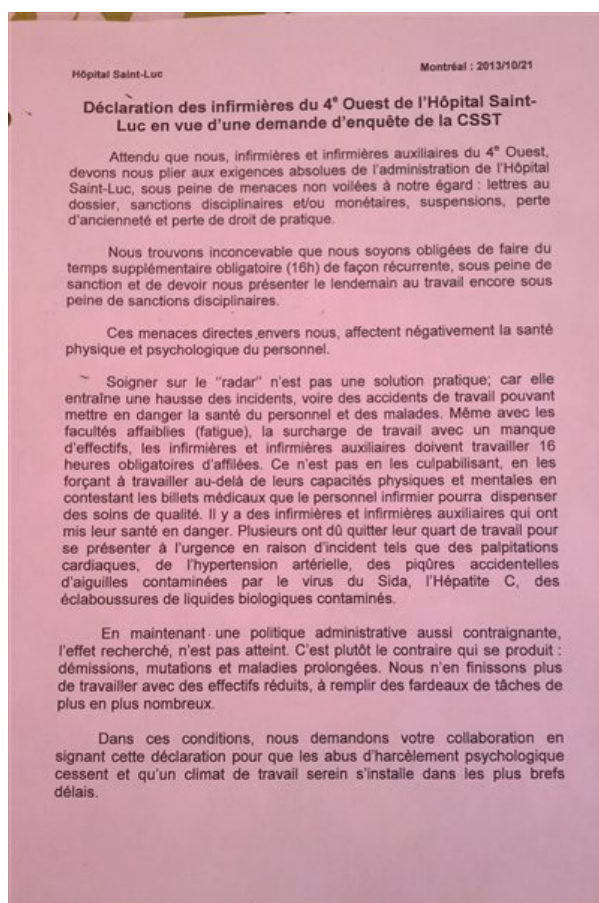 Hôpital Saint-Luc
Montréal : 2013/10/21
Déclaration des infirmières du 4e Ouest de l'Hôpital Saint-
Luc en vue d'une demande d'enquête de la CSST
Attendu que nous, infirmières et infirmières auxiliaires du 4e Ouest,
devons nous plier aux exigences absolues de l'administration de l'Hôpital
Saint-Luc, sous peine de menaces non voilées à notre égard : lettres au
dossier, sanctions disciplinaires et/ou monétaires, suspensions, perte
d'ancienneté et perte de droit de pratique.
Nous trouvons inconcevable que nous soyons obligées de faire du
temps supplémentaire obligatoire (16h) de façon récurrente, sous peine de
sanction et de devoir nous présenter le lendemain au travail encore sous
peine de sanctions disciplinaires.
Ces menaces directes envers nous, affectent négativement la santé
physique et psychologique du personnel.
Soigner sur le "radar" n'est pas une solution pratique; car elle
entraîne une hausse des incidents, voire des accidents de travail pouvant
mettre en danger la santé du personnel et des malades. Même avec les
facultés affaiblies (fatigue), la surcharge de travail avec un manque
d'effectifs, les infirmières et infirmières auxiliaires doivent travailler 16
heures obligatoires d'affilées. Ce n'est pas en les culpabilisant, en les
forçant à travailler au-delà de leurs capacités physiques et mentales en
contestant les billets médicaux que le personnel infirmier pourra dispenser
des soins de qualité. Il y a des infirmières et infirmières auxiliaires qui ont
mis leur santé en danger. Plusieurs ont dû quitter leur quart de travail pour
se présenter à l'urgence en raison d'incident tels que des palpitations
cardiaques, de l'hypertension artérielle, des piqûres accidentelles
d'aiguilles contaminées par le virus du Sida, l'Hépatite C, des
éclaboussures de liquides biologiques contaminés.
En maintenant une politique administrative aussi contraignante,
l'effet recherché, n'est pas atteint. C'est plutôt le contraire qui se produit :
démissions, mutations et maladies prolongées. Nous n'en finissons plus
de travailler avec des effectifs réduits, à remplir des fardeaux de tâches de
plus en plus nombreux.
Dans ces conditions, nous demandons votre collaboration en
signant cette déclaration pour que les abus d'harcèlement psychologique
cessent et qu'un climat de travail serein s'installe dans les plus brefs
délais.